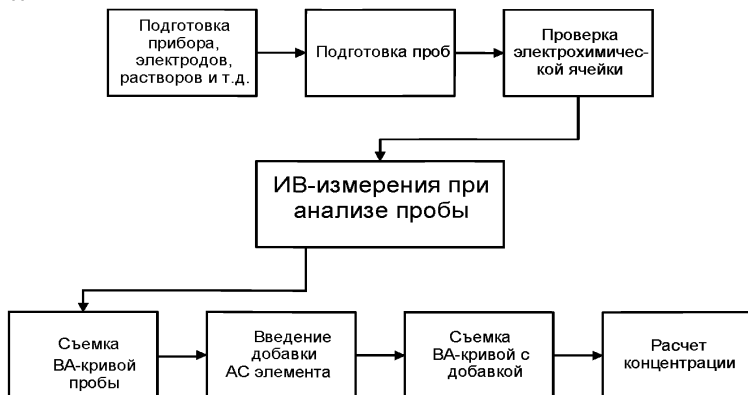 Подготовка
прибора,
электродов,
растворов и т.д.
Подготовка проб
Проверка
электрохимичес-
кой ячейки
ИВ-измерения при
анализе пробы
Съемка
ВА-кривой
пробы
Введение
добавки
АС элемента
Съемка
ВА-кривой с
добавкой
Расчет
концентрации